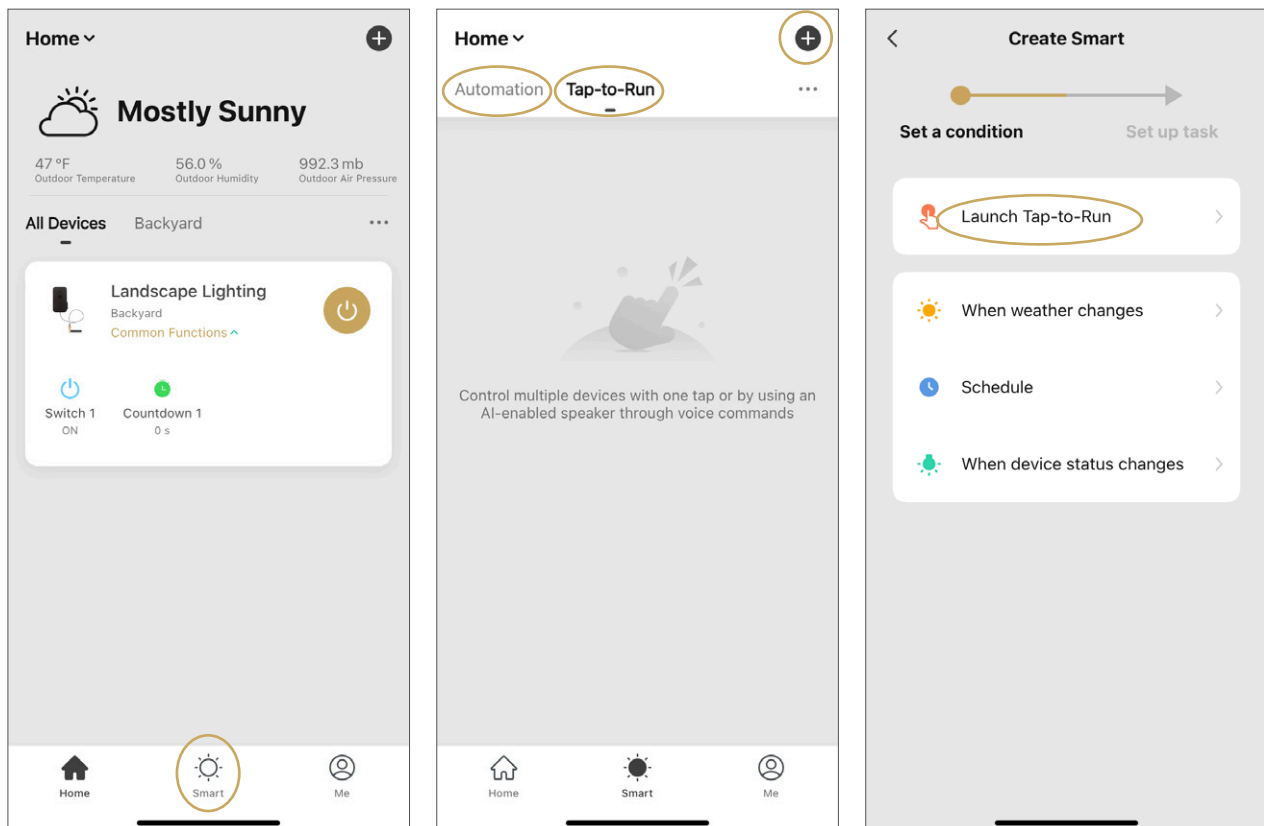 Home
Mostly Sunny
47 °F
Outdoor Temperature
56.0 %
Outdoor Humidity
992.3 mb
Outdoor Air Pressure
All Devices
Backyard
Landscape Lighting
Backyard
Common Functions
Switch 1
ON
Countdown 1
0 s
Home
Smart
Me
Home
Automation
Tap-to-Run
Control multiple devices with one tap or by using an
AI-enabled speaker through voice commands
Home
Smart
Me
Create Smart
Set a condition
Set up task
Launch Tap-to-Run
When weather changes
Schedule
When device status changes